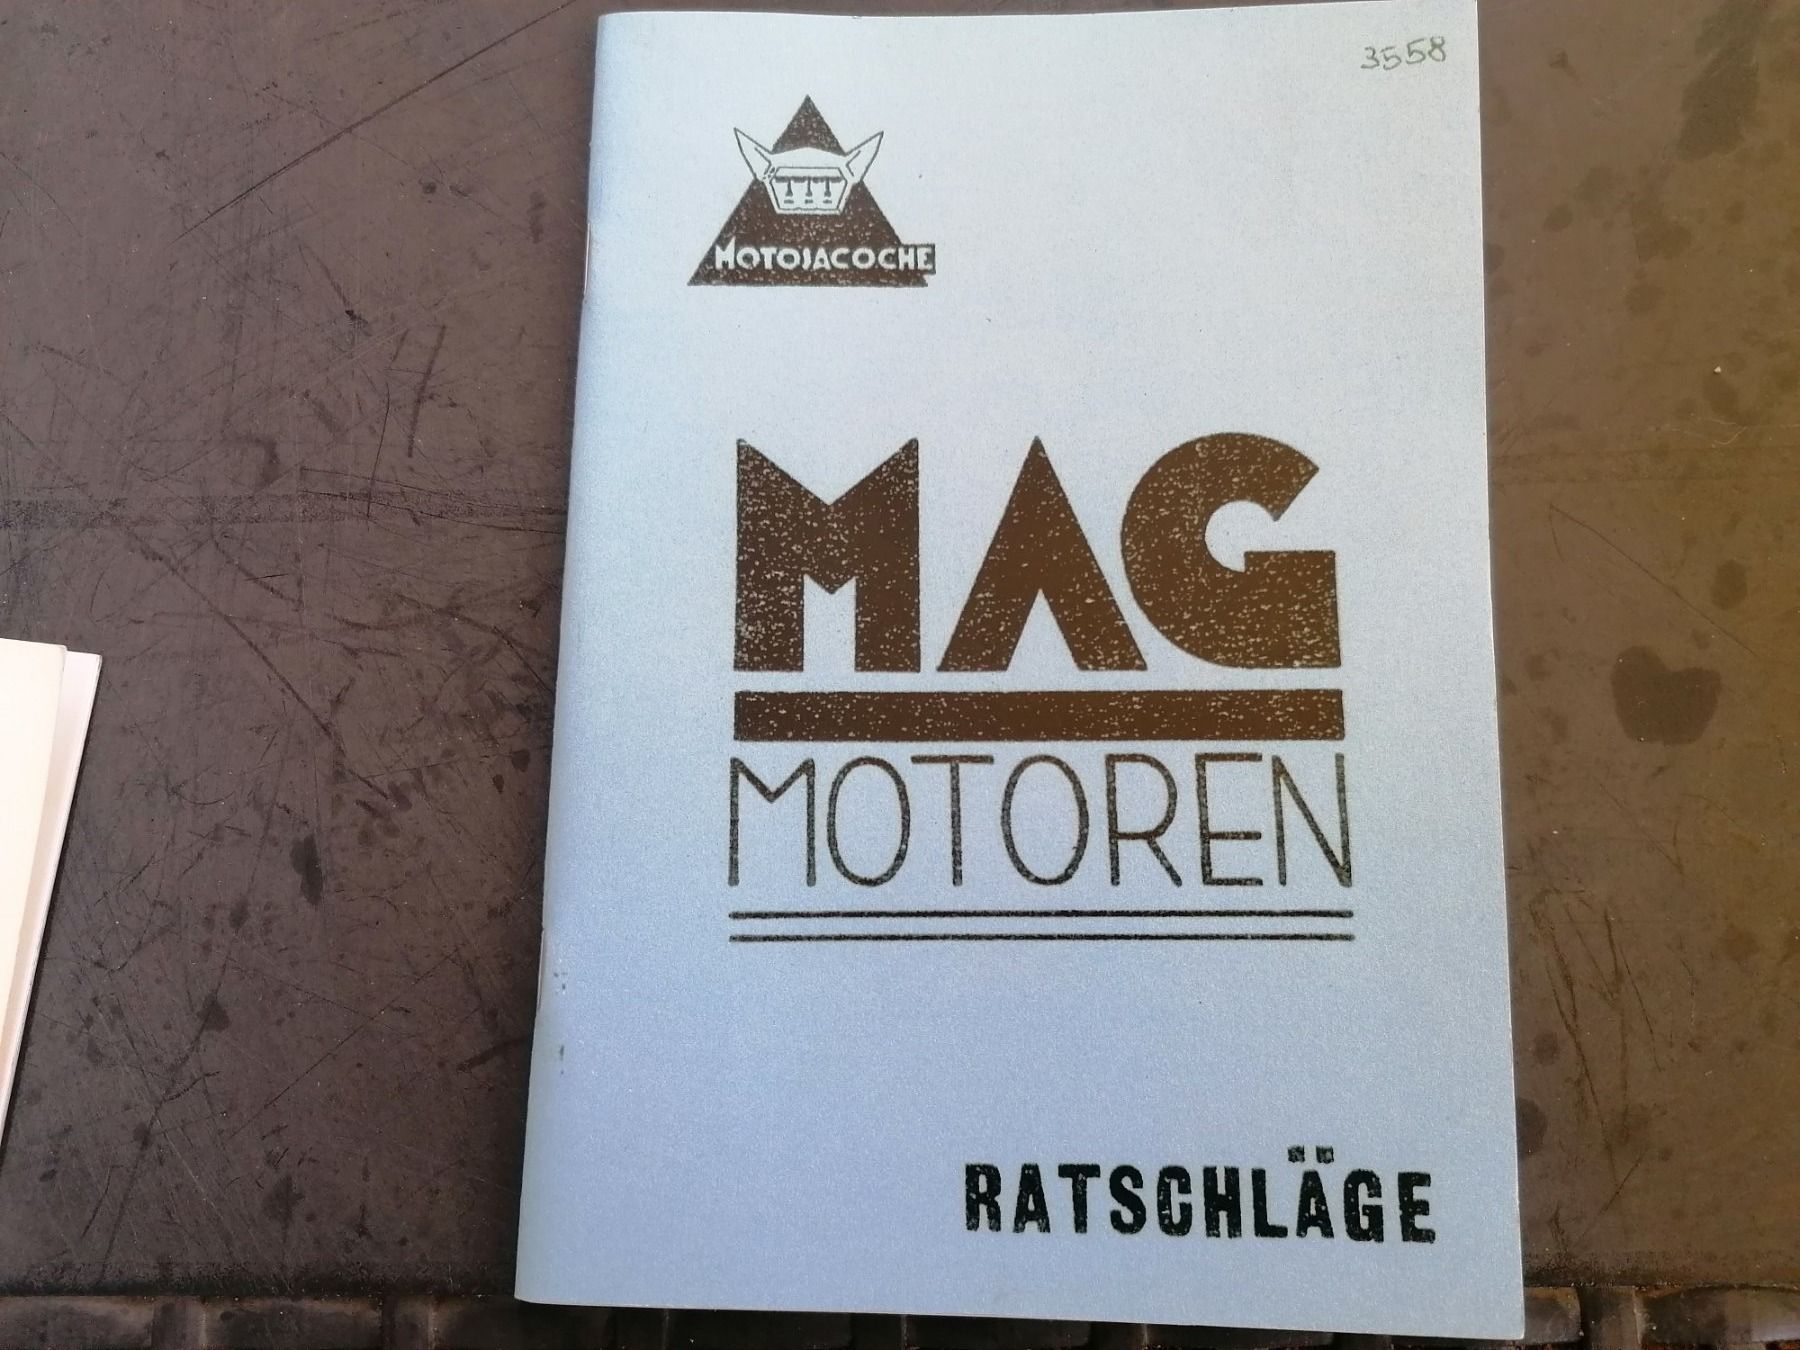 3558
MOTOSACOCHE
MAG
MOTOREN
RATSCHLÄGE